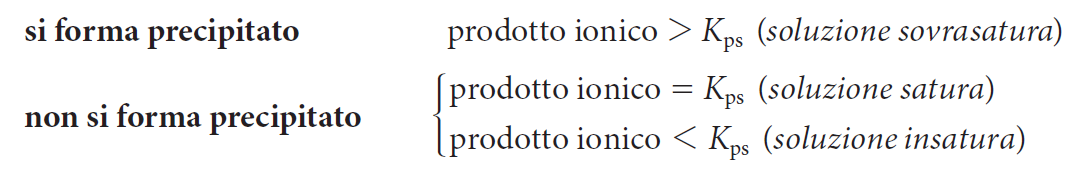 si forma precipitato prodotto ionico > Kps (soluzione sovrasatura)
prodotto ionico = Kps (soluzione satura)
non si forma precipitato
prodotto ionico < Kps (soluzione insatura)